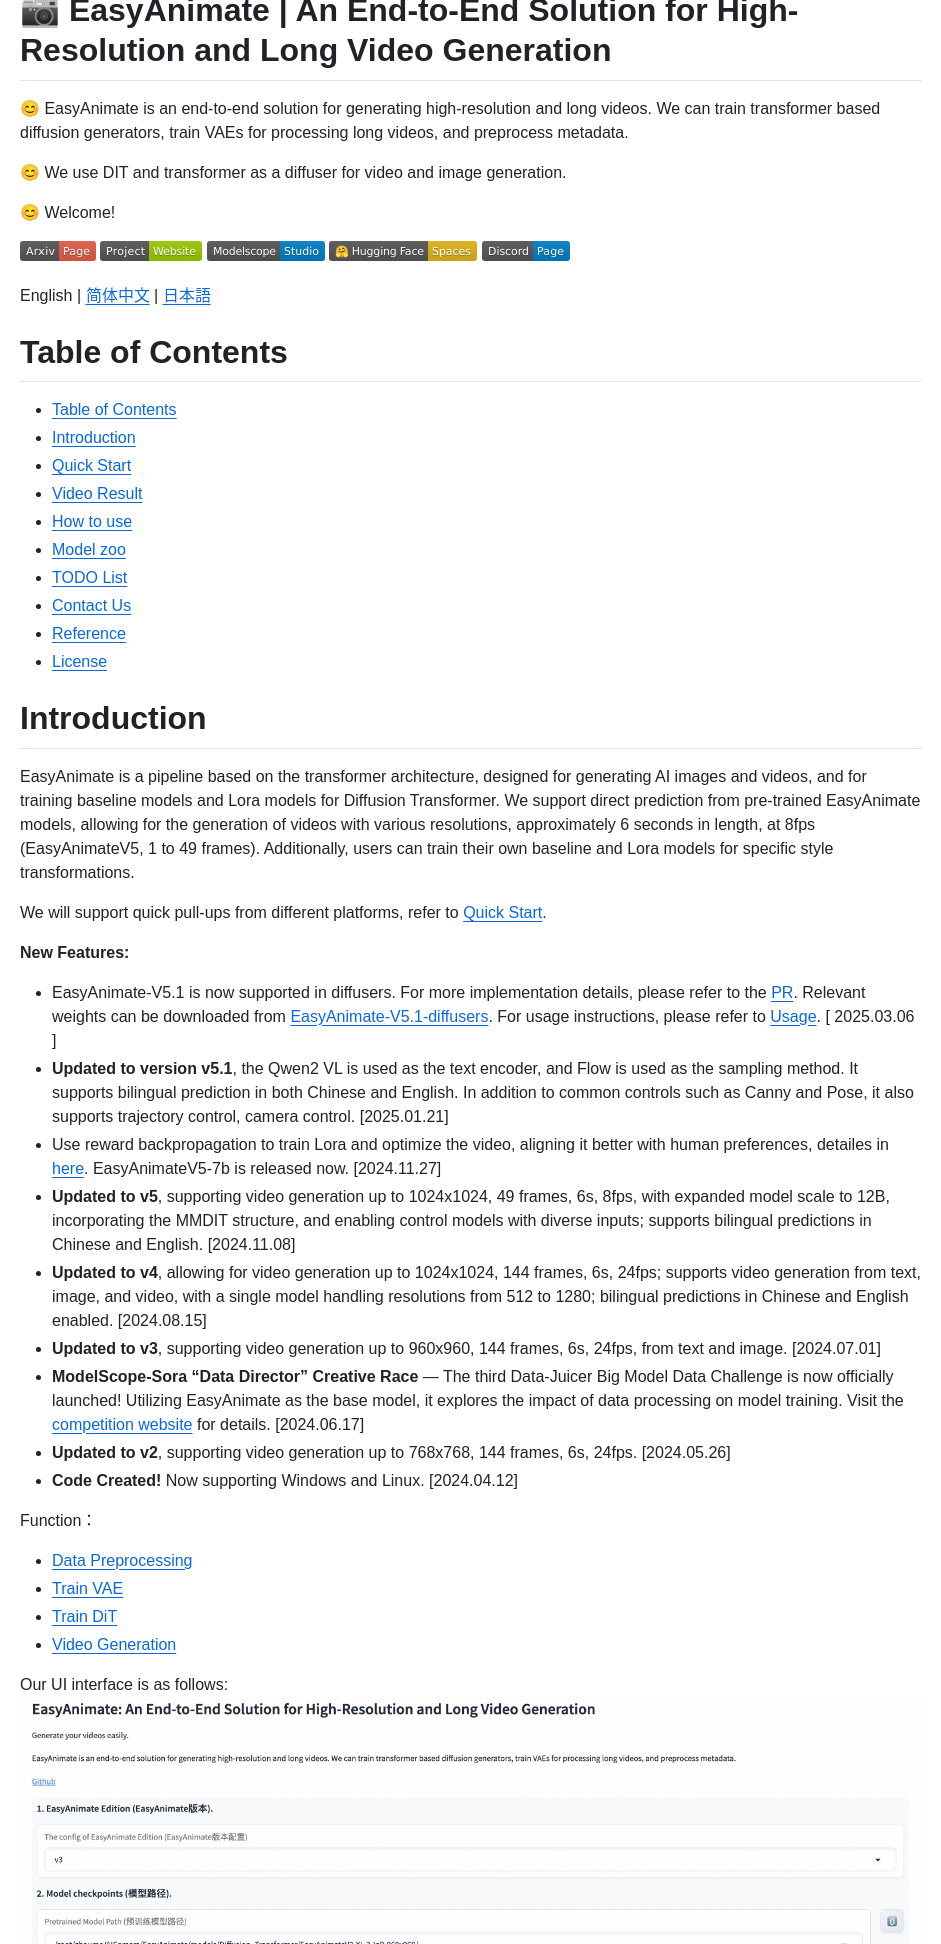 📷 EasyAnimate | An End-to-End Solution for High-
Resolution and Long Video Generation
😊 EasyAnimate is an end-to-end solution for generating high-resolution and long videos. We can train transformer based
diffusion generators, train VAEs for processing long videos, and preprocess metadata.
😊 We use DIT and transformer as a diffuser for video and image generation.
😊 Welcome!
Arxiv Page Project Website Modelscope Studio 🤗 Hugging Face Spaces Discord Page
English | 简体中文 | 日本語
Table of Contents
• Table of Contents
• Introduction
• Quick Start
• Video Result
• How to use
• Model zoo
• TODO List
• Contact Us
• Reference
• License
Introduction
EasyAnimate is a pipeline based on the transformer architecture, designed for generating AI images and videos, and for
training baseline models and Lora models for Diffusion Transformer. We support direct prediction from pre-trained EasyAnimate
models, allowing for the generation of videos with various resolutions, approximately 6 seconds in length, at 8fps
(EasyAnimateV5, 1 to 49 frames). Additionally, users can train their own baseline and Lora models for specific style
transformations.
We will support quick pull-ups from different platforms, refer to Quick Start.
New Features:
• EasyAnimate-V5.1 is now supported in diffusers. For more implementation details, please refer to the PR. Relevant
weights can be downloaded from EasyAnimate-V5.1-diffusers. For usage instructions, please refer to Usage. [ 2025.03.06
]
• Updated to version v5.1, the Qwen2 VL is used as the text encoder, and Flow is used as the sampling method. It
supports bilingual prediction in both Chinese and English. In addition to common controls such as Canny and Pose, it also
supports trajectory control, camera control. [2025.01.21]
• Use reward backpropagation to train Lora and optimize the video, aligning it better with human preferences, detailes in
here. EasyAnimateV5-7b is released now. [2024.11.27]
• Updated to v5, supporting video generation up to 1024x1024, 49 frames, 6s, 8fps, with expanded model scale to 12B,
incorporating the MMDIT structure, and enabling control models with diverse inputs; supports bilingual predictions in
Chinese and English. [2024.11.08]
• Updated to v4, allowing for video generation up to 1024x1024, 144 frames, 6s, 24fps; supports video generation from text,
image, and video, with a single model handling resolutions from 512 to 1280; bilingual predictions in Chinese and English
enabled. [2024.08.15]
• Updated to v3, supporting video generation up to 960x960, 144 frames, 6s, 24fps, from text and image. [2024.07.01]
• ModelScope-Sora “Data Director” Creative Race — The third Data-Juicer Big Model Data Challenge is now officially
launched! Utilizing EasyAnimate as the base model, it explores the impact of data processing on model training. Visit the
competition website for details. [2024.06.17]
• Updated to v2, supporting video generation up to 768x768, 144 frames, 6s, 24fps. [2024.05.26]
• Code Created! Now supporting Windows and Linux. [2024.04.12]
Function：
• Data Preprocessing
• Train VAE
• Train DiT
• Video Generation
Our UI interface is as follows:
EasyAnimate: An End-to-End Solution for High-Resolution and Long Video Generation
Generate your videos easily.
EasyAnimate is an end-to-end solution for generating high-resolution and long videos. We can train transformer based diffusion generators, train VAEs for processing long videos, and preprocess metadata.
Github
1. EasyAnimate Edition (EasyAnimate版本).
The config of EasyAnimate Edition (EasyAnimate版本配置)
v3
2. Model checkpoints (模型路径).
Pretrained Model Path (预训练模型路径)